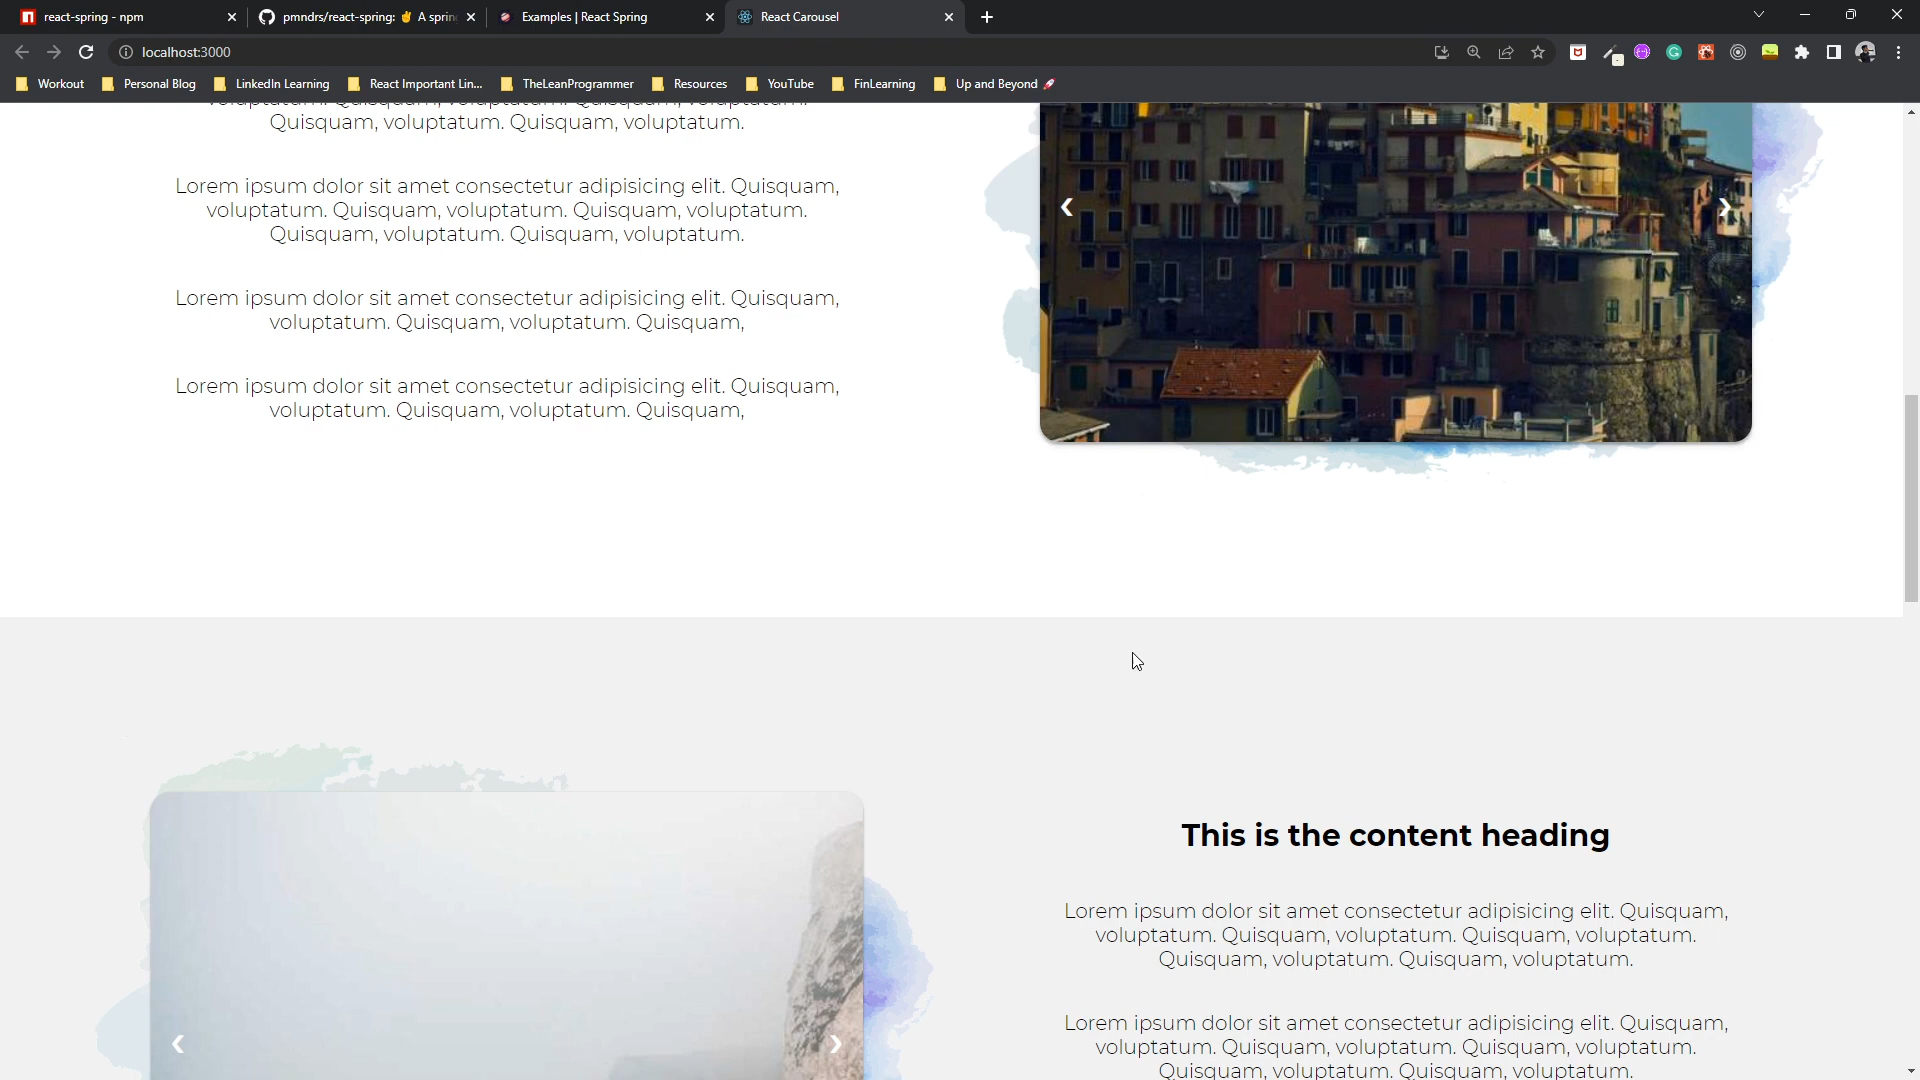 react-spring - npm
pmndrs/react-spring: ✌ A sprin
Examples | React Spring
React Carousel
localhost:3000
Workout
Personal Blog
LinkedIn Learning
React Important Lin...
TheLeanProgrammer
Resources
YouTube
FinLearning
Up and Beyond 🚀
voluptatum. Quisquam, voluptatum. Quisquam, voluptatum.
Quisquam, voluptatum. Quisquam, voluptatum.
Lorem ipsum dolor sit amet consectetur adipisicing elit. Quisquam,
voluptatum. Quisquam, voluptatum. Quisquam, voluptatum.
Quisquam, voluptatum. Quisquam, voluptatum.
Lorem ipsum dolor sit amet consectetur adipisicing elit. Quisquam,
voluptatum. Quisquam, voluptatum. Quisquam,
Lorem ipsum dolor sit amet consectetur adipisicing elit. Quisquam,
voluptatum. Quisquam, voluptatum. Quisquam,
This is the content heading
Lorem ipsum dolor sit amet consectetur adipisicing elit. Quisquam,
voluptatum. Quisquam, voluptatum. Quisquam, voluptatum.
Quisquam, voluptatum. Quisquam, voluptatum.
Lorem ipsum dolor sit amet consectetur adipisicing elit. Quisquam,
voluptatum. Quisquam, voluptatum. Quisquam, voluptatum.
Quisquam, voluptatum. Quisquam, voluptatum.